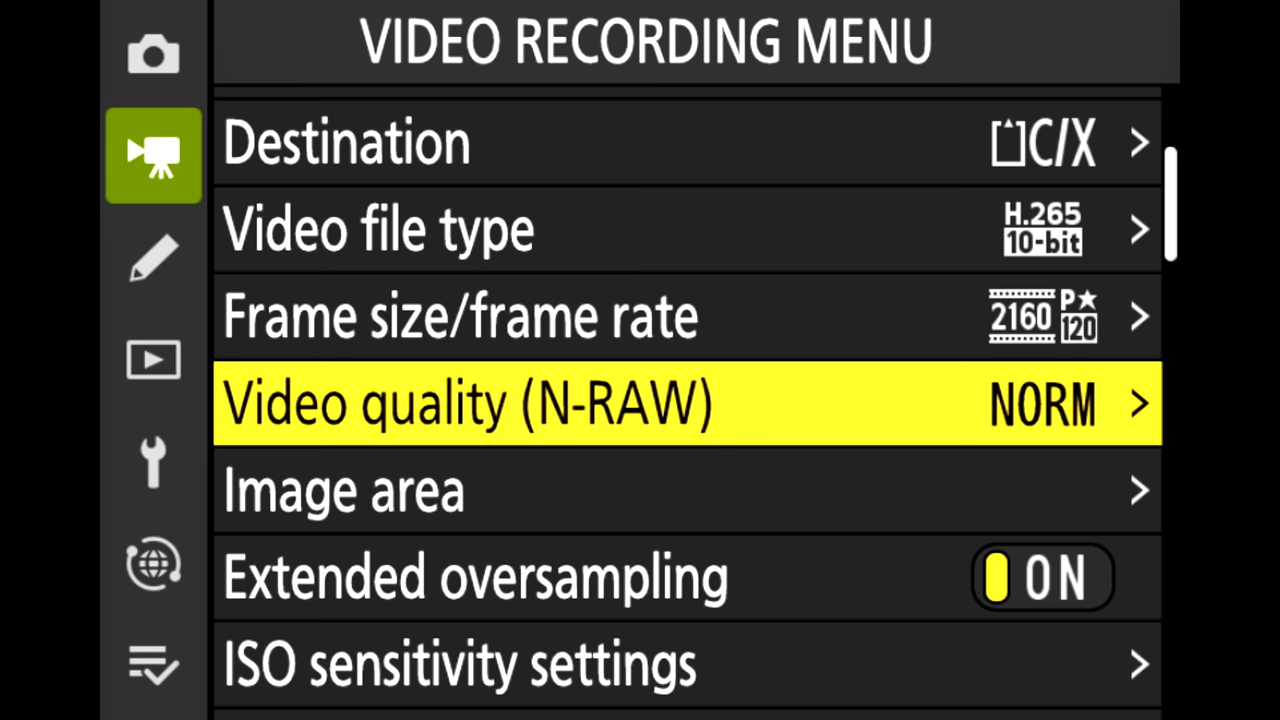 VIDEO RECORDING MENU
Destination C/X >
Video file type H.265 10-bit >
Frame size/frame rate 2160 P★ 120 >
Video quality (N-RAW) NORM >
Image area >
Extended oversampling ON
ISO sensitivity settings >